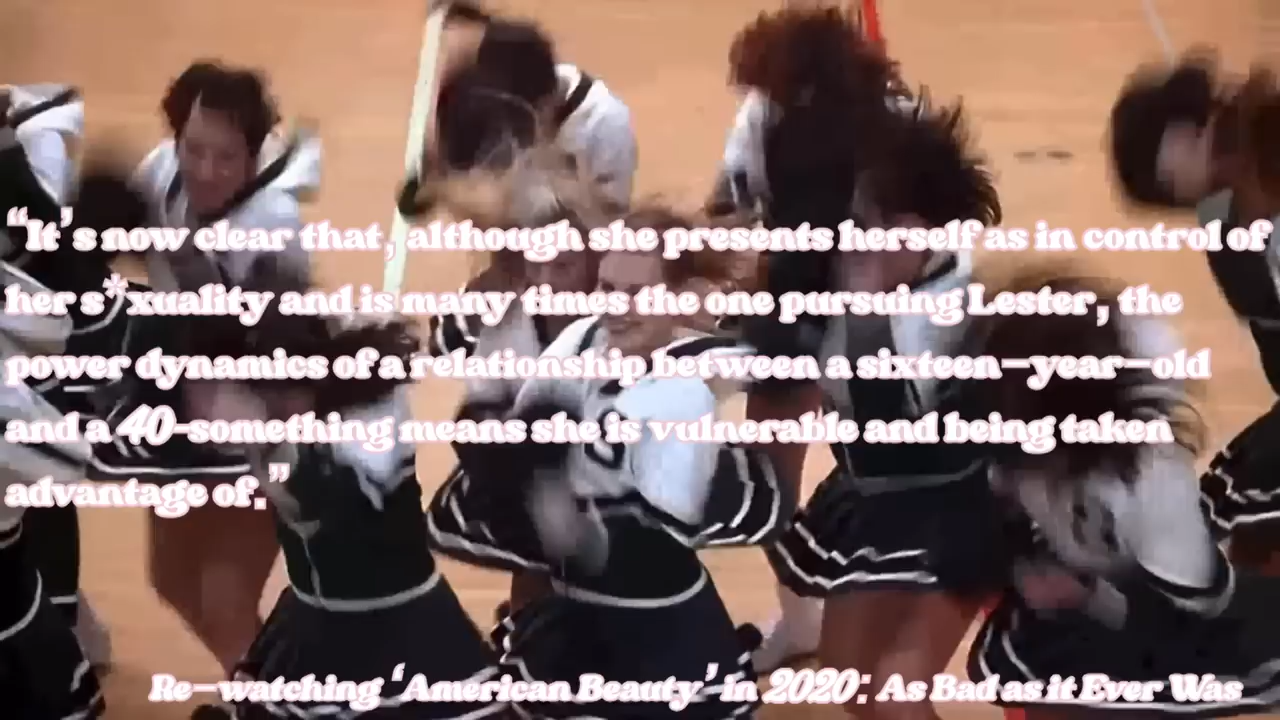 “It’s now clear that, although she presents herself as in control of
her s*xuality and is many times the one pursuing Lester, the
power dynamics of a relationship between a sixteen-year-old
and a 40-something means she is vulnerable and being taken
advantage of.”
Re-watching ‘American Beauty’ in 2020: As Bad as it Ever Was